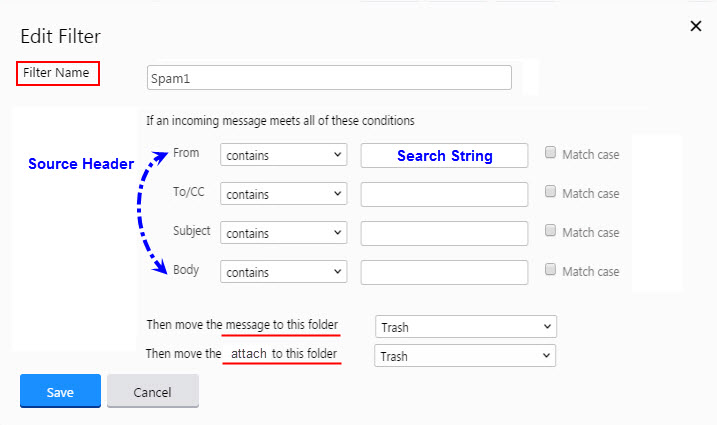 Edit Filter
Filter Name
Spam1
If an incoming message meets all of these conditions
Source Header
From contains Search String Match case
To/CC contains Match case
Subject contains Match case
Body contains Match case
Then move the message to this folder Trash
Then move the attach to this folder Trash
Save Cancel